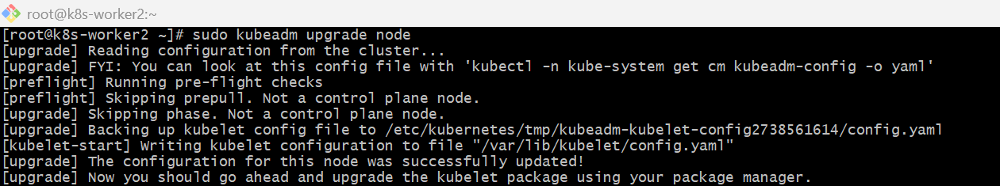 root@k8s-worker2:~
[root@k8s-worker2 ~]# sudo kubeadm upgrade node
[upgrade] Reading configuration from the cluster...
[upgrade] FYI: You can look at this config file with 'kubectl -n kube-system get cm kubeadm-config -o yaml'
[preflight] Running pre-flight checks
[preflight] Skipping prepull. Not a control plane node.
[upgrade] Skipping phase. Not a control plane node.
[upgrade] Backing up kubelet config file to /etc/kubernetes/tmp/kubeadm-kubelet-config2738561614/config.yaml
[kubelet-start] Writing kubelet configuration to file "/var/lib/kubelet/config.yaml"
[upgrade] The configuration for this node was successfully updated!
[upgrade] Now you should go ahead and upgrade the kubelet package using your package manager.